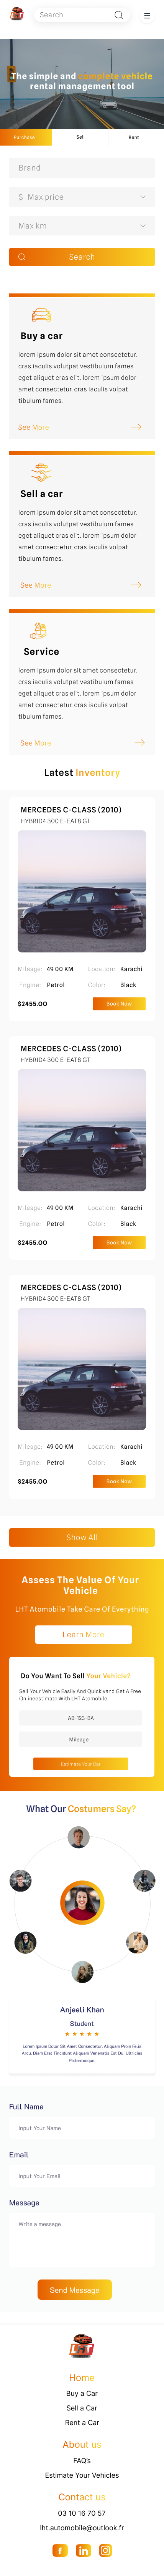 Search
The simple and complete vehicle
rental management tool
Purchase
Sell
Rent
Brand
$ Max price
Max km
Search
Buy a car
lorem ipsum dolor sit amet consectetur.
cras iaculis volutpat vestibulum fames
eget aliquet cras elit. lorem ipsum dolor
amet consectetur. cras iaculis volpat
tibulum fames.
See More
Sell a car
lorem ipsum dolor sit amet consectetur.
cras iaculis volutpat vestibulum fames
eget aliquet cras elit. lorem ipsum dolor
amet consectetur. cras iaculis volpat
tibulum fames.
See More
Service
lorem ipsum dolor sit amet consectetur.
cras iaculis volutpat vestibulum fames
eget aliquet cras elit. lorem ipsum dolor
amet consectetur. cras iaculis volpat
tibulum fames.
See More
Latest Inventory
MERCEDES C-CLASS (2010)
HYBRID4 300 E-EAT8 GT
Mileage: 49 00 KM Location: Karachi
Engine: Petrol Color: Black
$2455.00 Book Now
MERCEDES C-CLASS (2010)
HYBRID4 300 E-EAT8 GT
Mileage: 49 00 KM Location: Karachi
Engine: Petrol Color: Black
$2455.00 Book Now
MERCEDES C-CLASS (2010)
HYBRID4 300 E-EAT8 GT
Mileage: 49 00 KM Location: Karachi
Engine: Petrol Color: Black
$2455.00 Book Now
Show All
Assess The Value Of Your
Vehicle
LHT Atomobile Take Care Of Everything
Learn More
Do You Want To Sell Your Vehicle?
Sell Your Vehicle Easily And Quicklyand Get A Free
Onlineestimate With LHT Atomobile.
AB-123-BA
Mileage
Estimate Your Car
What Our Costumers Say?
Anjeeli Khan
Student
Lorem Ipsum Dolor Sit Amet Consectetur. Aliquam Proin Felis
Arcu. Diam Erat Tincidunt Aliquam Venenatis Est Dui Ultricies
Pellentesque.
Full Name
Input Your Name
Email
Input Your Email
Message
Write a message
Send Message
Home
Buy a Car
Sell a Car
Rent a Car
About us
FAQ's
Estimate Your Vehicles
Contact us
03 10 16 70 57
lht.automobile@outlook.fr